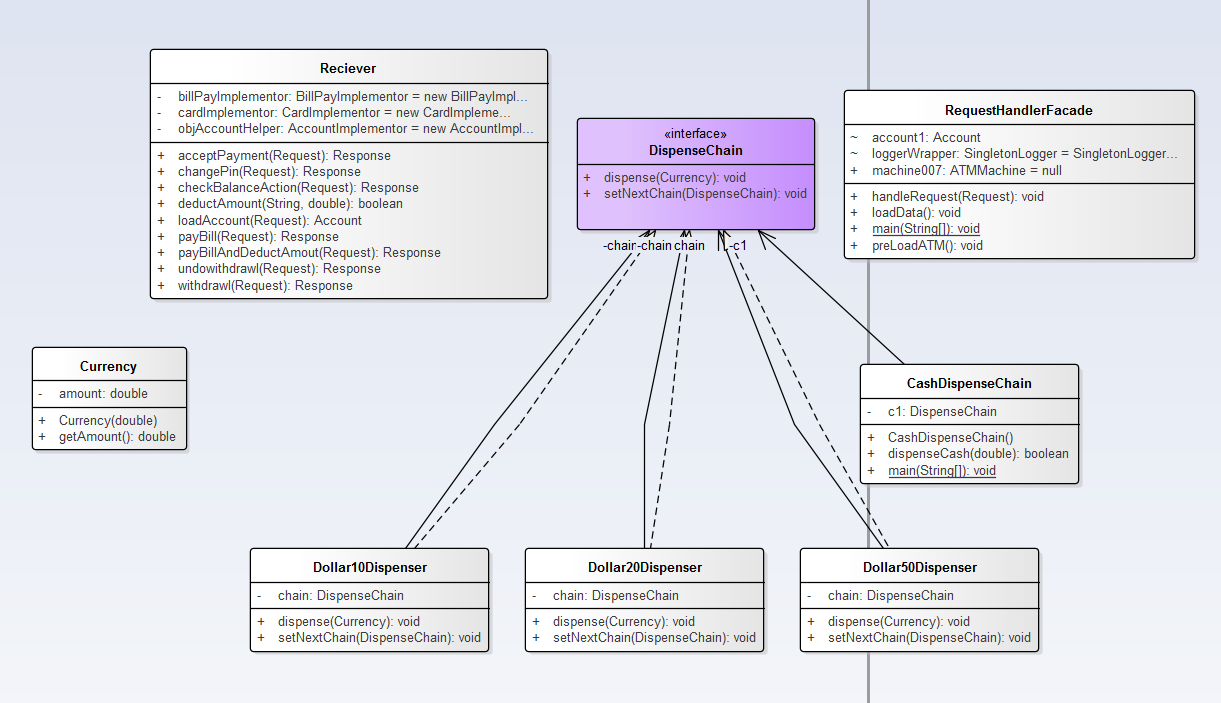 Reciever
- billPayImplementor: BillPayImplementor = new BillPayImpl...
- cardImplementor: CardImplementor = new CardImpleme...
- objAccountHelper: AccountImplementor = new AccountImpl...
+ acceptPayment(Request): Response
+ changePin(Request): Response
+ checkBalanceAction(Request): Response
+ deductAmount(String, double): boolean
+ loadAccount(Request): Account
+ payBill(Request): Response
+ payBillAndDeductAmout(Request): Response
+ undowithdrawl(Request): Response
+ withdrawl(Request): Response
«interface»
DispenseChain
+ dispense(Currency): void
+ setNextChain(DispenseChain): void
RequestHandlerFacade
~ account1: Account
~ loggerWrapper: SingletonLogger = SingletonLogger...
+ machine007: ATMMachine = null
+ handleRequest(Request): void
+ loadData(): void
+ main(String[]): void
+ preLoadATM(): void
-chain
-chain
chain
-c1
Currency
- amount: double
+ Currency(double)
+ getAmount(): double
CashDispenseChain
- c1: DispenseChain
+ CashDispenseChain()
+ dispenseCash(double): boolean
+ main(String[]): void
Dollar10Dispenser
- chain: DispenseChain
+ dispense(Currency): void
+ setNextChain(DispenseChain): void
Dollar20Dispenser
- chain: DispenseChain
+ dispense(Currency): void
+ setNextChain(DispenseChain): void
Dollar50Dispenser
- chain: DispenseChain
+ dispense(Currency): void
+ setNextChain(DispenseChain): void